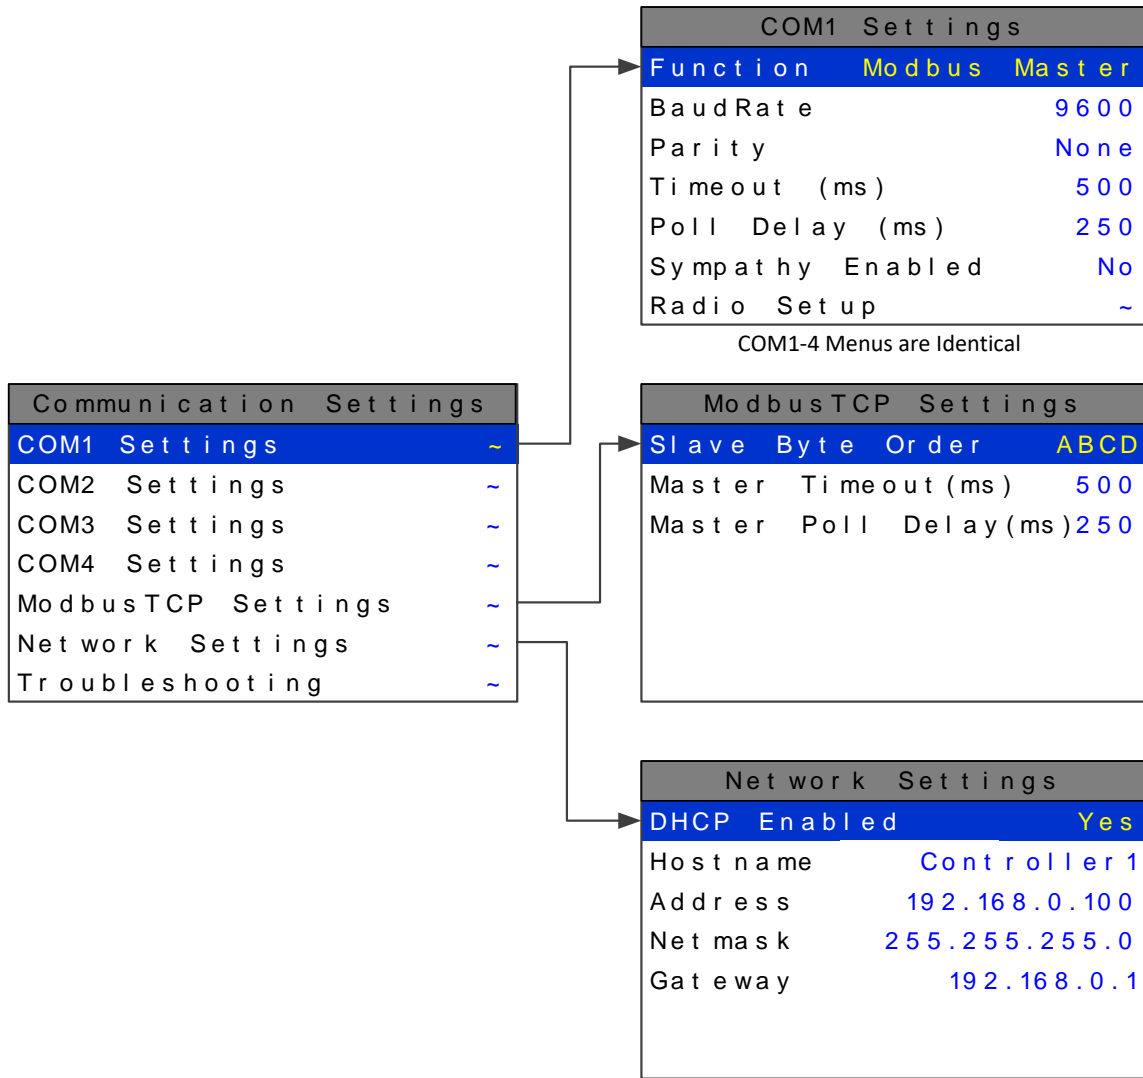 COM1 Settings
Function Modbus Master
BaudRate 9600
Parity None
Timeout (ms) 500
Poll Delay (ms) 250
Sympathy Enabled No
Radio Setup ~
COM1-4 Menus are Identical
Communication Settings
COM1 Settings ~
COM2 Settings ~
COM3 Settings ~
COM4 Settings ~
ModbusTCP Settings ~
Network Settings ~
Troubleshooting ~
ModbusTCP Settings
Slave Byte Order ABCD
Master Timeout(ms) 500
Master Poll Delay(ms)250
Network Settings
DHCP Enabled Yes
Hostname Controller1
Address 192.168.0.100
Netmask 255.255.255.0
Gateway 192.168.0.1